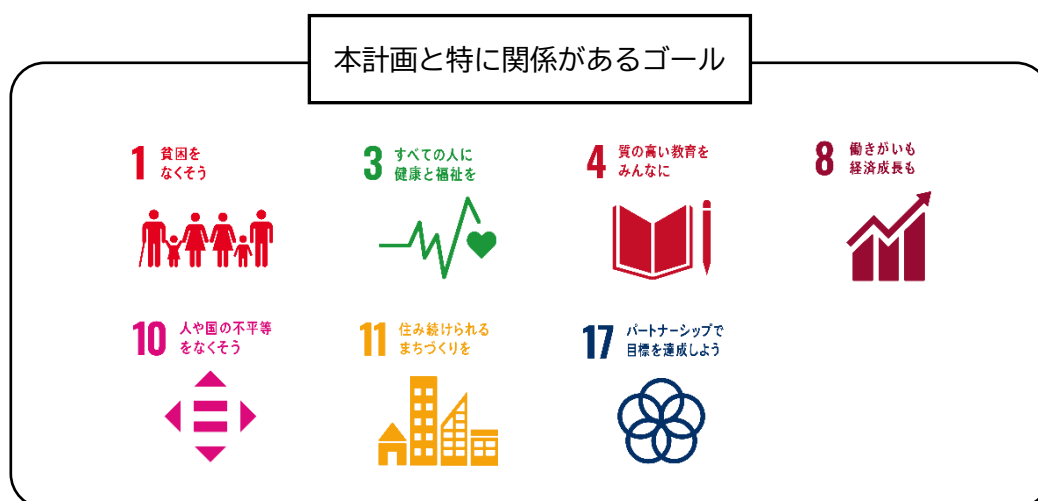 本計画と特に関係があるゴール
1 貧困を
なくそう
3 すべての人に
健康と福祉を
4 質の高い教育を
みんなに
8 働きがいも
経済成長も
10 人や国の不平等
をなくそう
11 住み続けられる
まちづくりを
17 パートナーシップで
目標を達成しよう